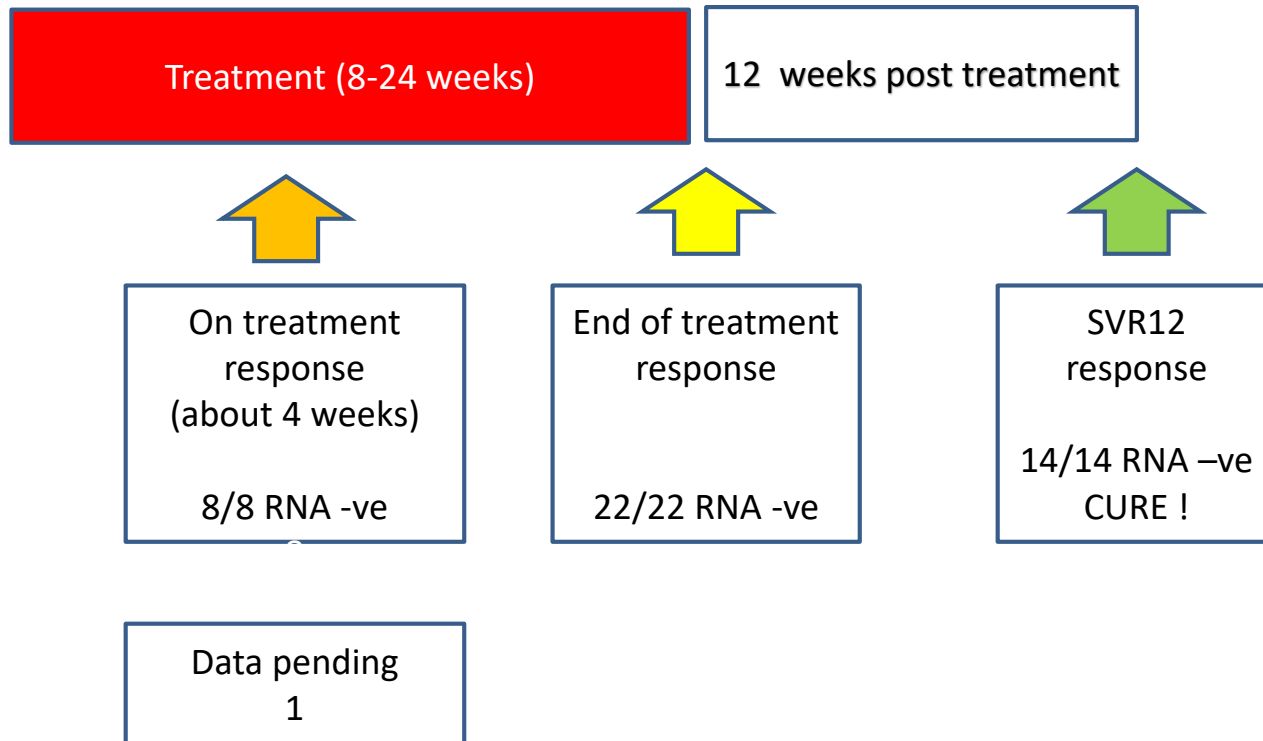 Treatment (8-24 weeks)
12 weeks post treatment
On treatment
response
(about 4 weeks)
8/8 RNA -ve
End of treatment
response
22/22 RNA -ve
SVR12
response
14/14 RNA –ve
CURE !
Data pending
1